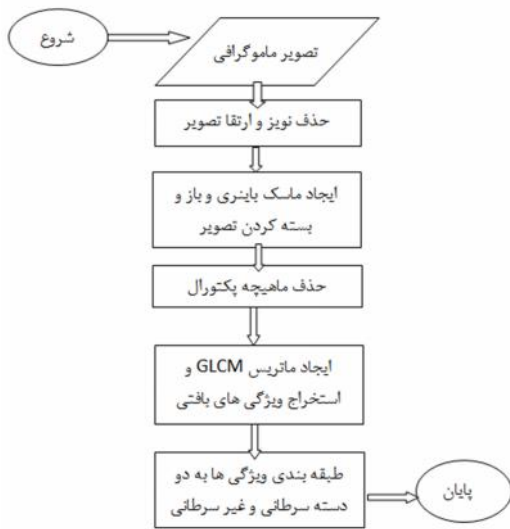 شروع
تصویر ماموگرافی
حذف نویز و ارتقا تصویر
ایجاد ماسک باینری و باز و
بسته کردن تصویر
حذف ماهیچه پکتورال
ایجاد ماتریس GLCM و
استخراج ویژگی های بافتی
طبقه بندی ویژگی ها به دو
دسته سرطانی و غیر سرطانی
پایان